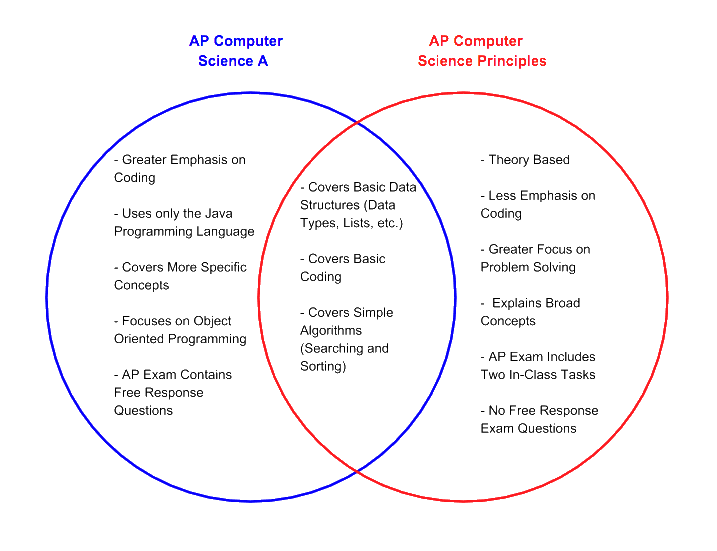 AP Computer
Science A
AP Computer
Science Principles
- Greater Emphasis on
Coding
- Uses only the Java
Programming Language
- Covers More Specific
Concepts
- Focuses on Object
Oriented Programming
- AP Exam Contains
Free Response
Questions
- Covers Basic Data
Structures (Data
Types, Lists, etc.)
- Covers Basic
Coding
- Covers Simple
Algorithms
(Searching and
Sorting)
- Theory Based
- Less Emphasis on
Coding
- Greater Focus on
Problem Solving
- Explains Broad
Concepts
- AP Exam Includes
Two In-Class Tasks
- No Free Response
Exam Questions